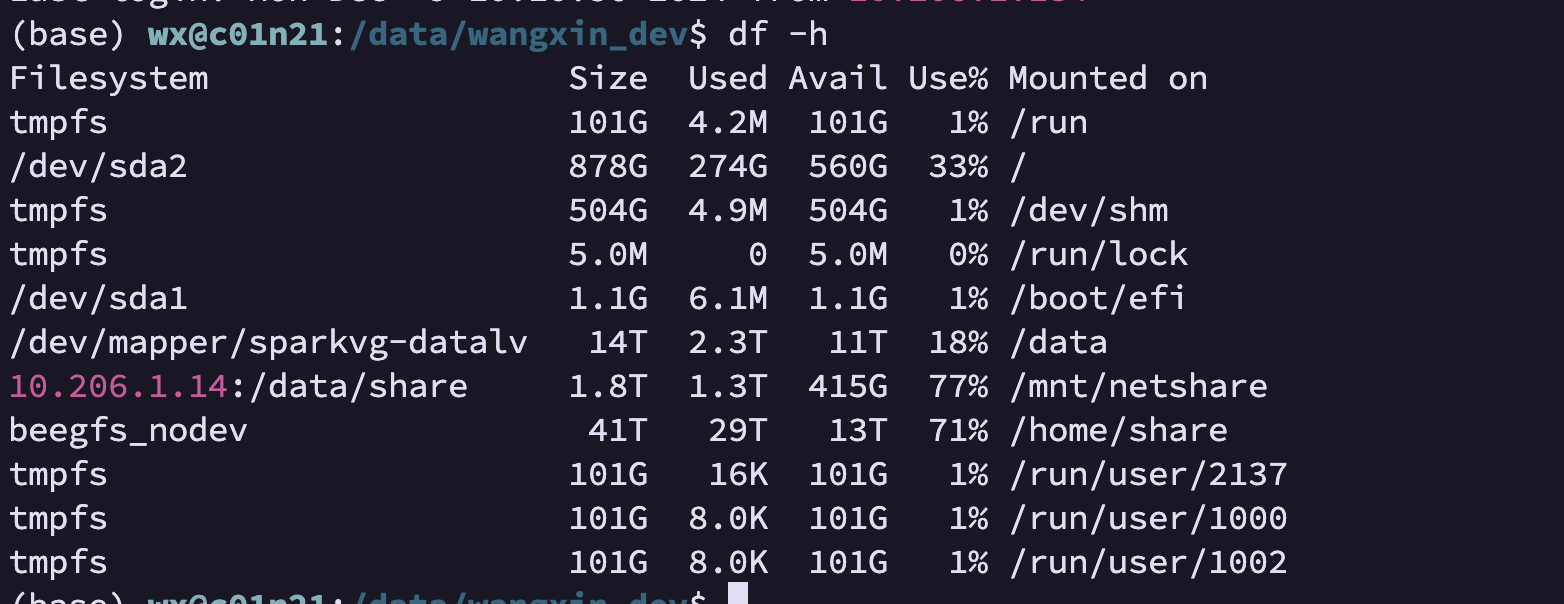 (base) wx@c01n21:/data/wangxin_dev$ df -h
Filesystem                  Size  Used Avail Use% Mounted on
tmpfs                       101G  4.2M  101G   1% /run
/dev/sda2                   878G  274G  560G  33% /
tmpfs                       504G  4.9M  504G   1% /dev/shm
tmpfs                       5.0M     0  5.0M   0% /run/lock
/dev/sda1                   1.1G  6.1M  1.1G   1% /boot/efi
/dev/mapper/sparkvg-datalv   14T  2.3T   11T  18% /data
10.206.1.14:/data/share     1.8T  1.3T  415G  77% /mnt/netshare
beegfs_nodev                 41T   29T   13T  71% /home/share
tmpfs                       101G   16K  101G   1% /run/user/2137
tmpfs                       101G  8.0K  101G   1% /run/user/1000
tmpfs                       101G  8.0K  101G   1% /run/user/1002
(base) wx@c01n21:/data/wangxin_dev$